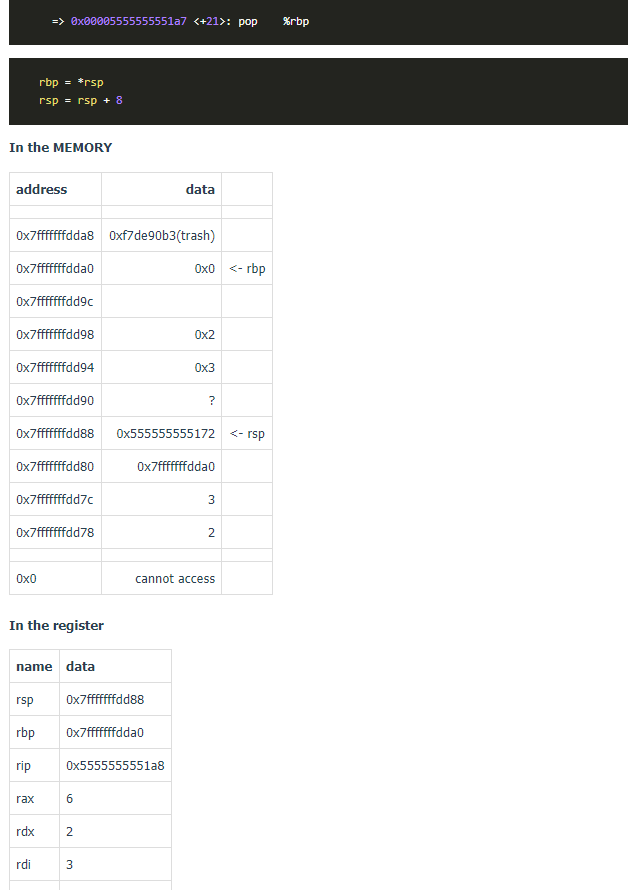 => 0x00005555555551a7 <+21>: pop %rbp
rbp = *rsp
rsp = rsp + 8
In the MEMORY
address data
0x7fffffffdda8 0xf7de90b3(trash)
0x7fffffffdda0 0x0 <- rbp
0x7fffffffdd9c
0x7fffffffdd98 0x2
0x7fffffffdd94 0x3
0x7fffffffdd90 ?
0x7fffffffdd88 0x555555555172 <- rsp
0x7fffffffdd80 0x7fffffffdda0
0x7fffffffdd7c 3
0x7fffffffdd78 2
0x0 cannot access
In the register
name data
rsp 0x7fffffffdd88
rbp 0x7fffffffdda0
rip 0x5555555551a8
rax 6
rdx 2
rdi 3